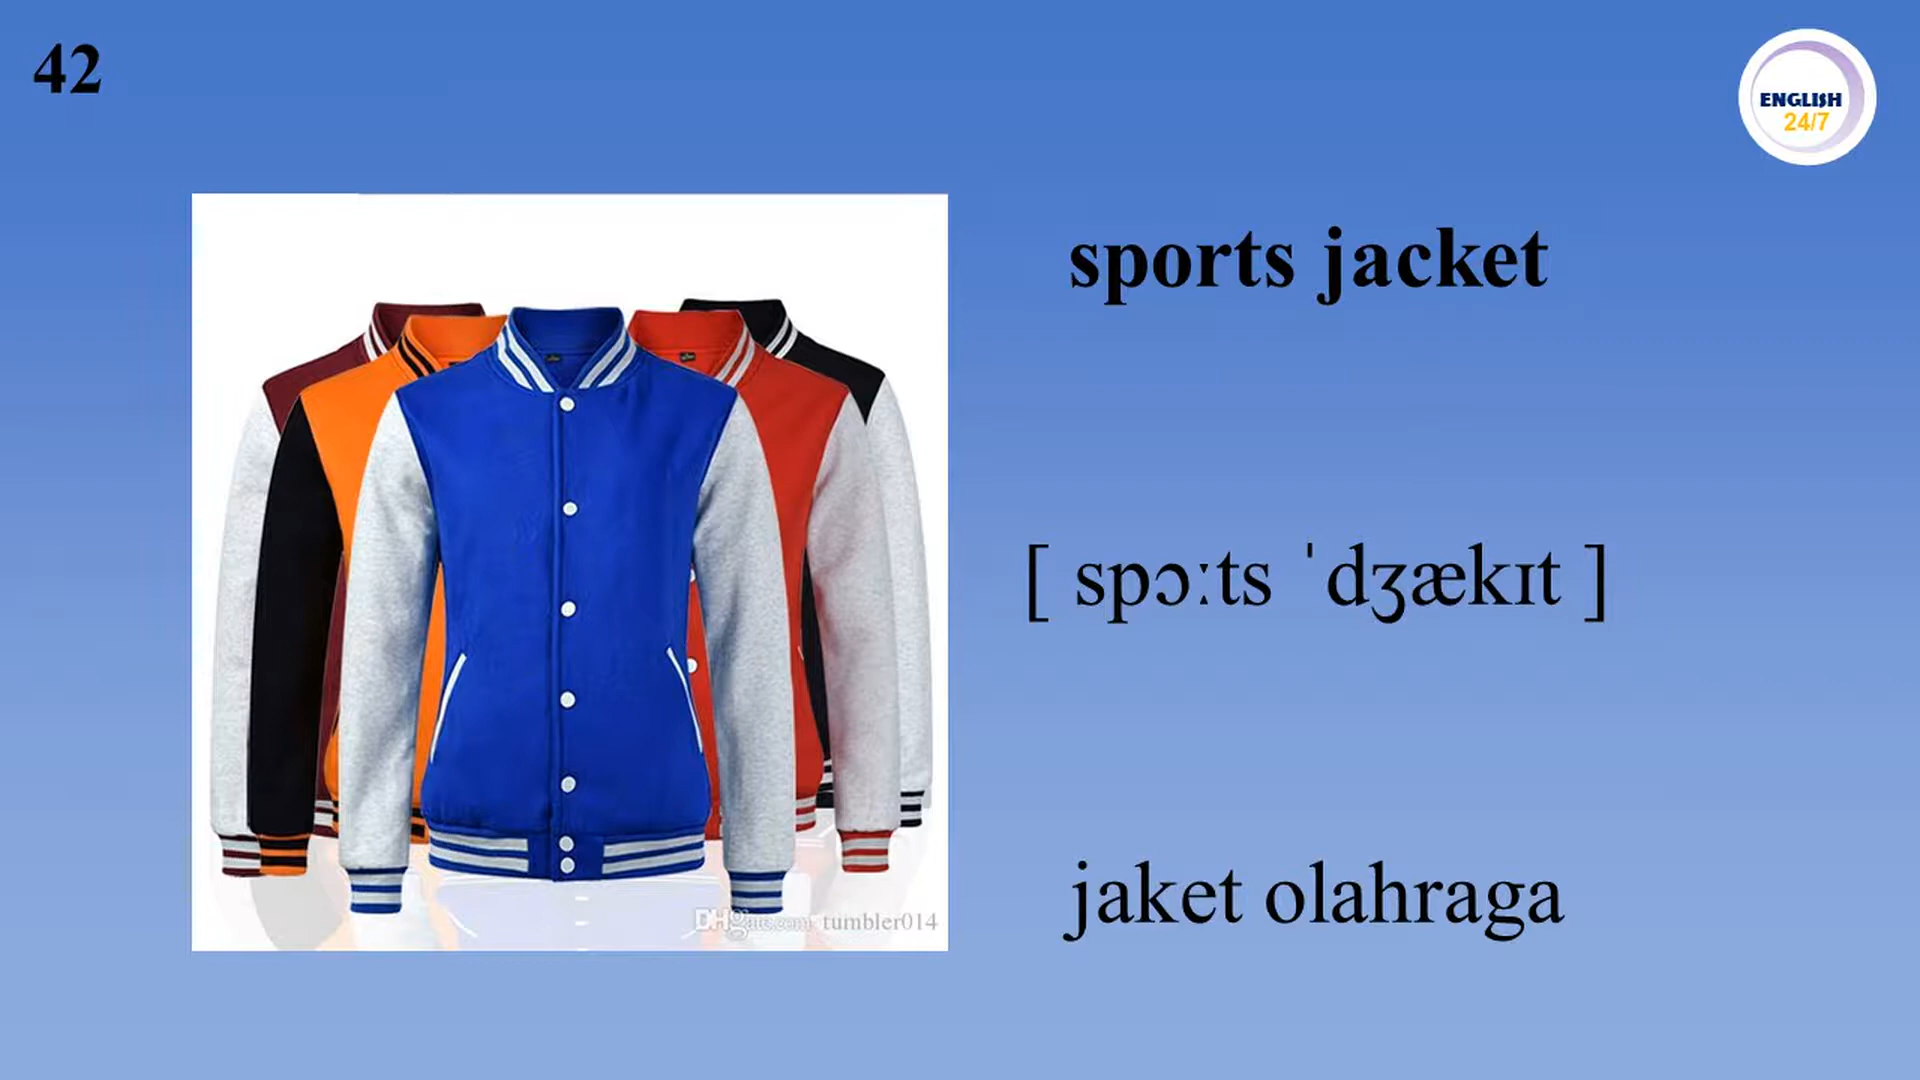 42
ENGLISH
24/7
sports jacket
[ spɔːts ˈdʒækɪt ]
jaket olahraga
DHgate.com tumbler014